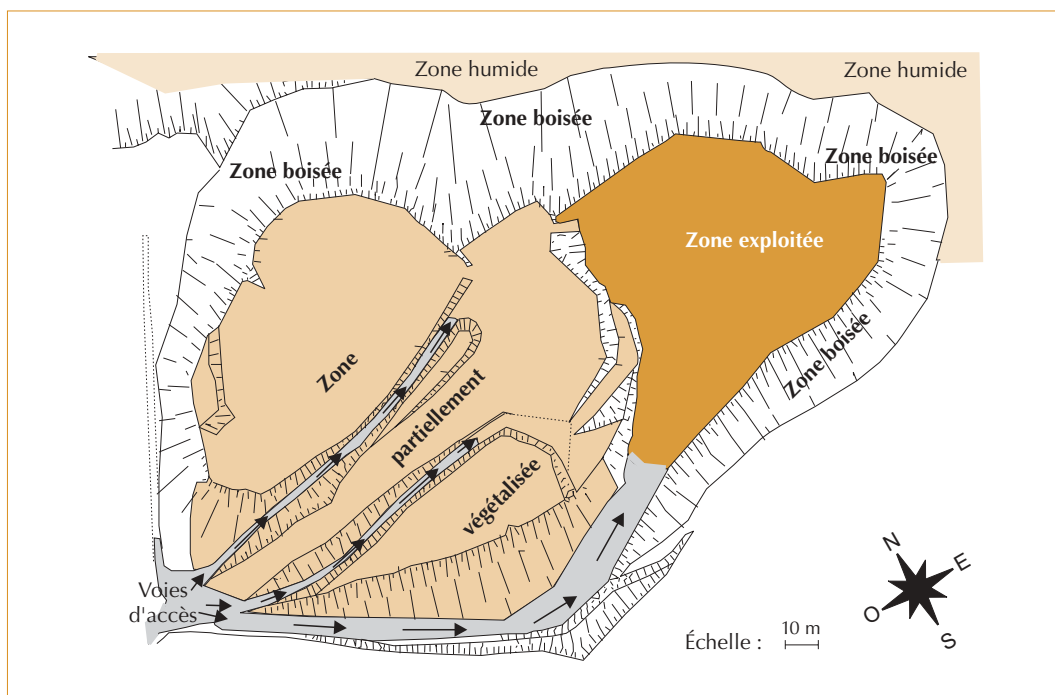 Zone humide
Zone humide
Zone boisée
Zone boisée
Zone boisée
Zone exploitée
Zone boisée
Zone
partiellement
végétalisée
Voies
d'accès
N
E
O
S
Échelle : 10 m